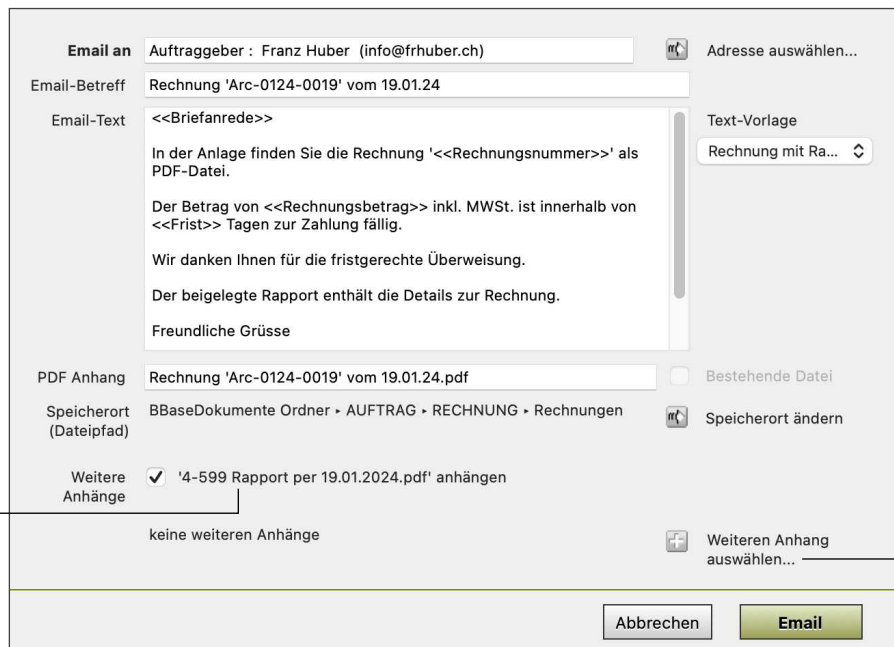 Email an Auftraggeber : Franz Huber (info@frhuber.ch) Adresse auswählen...
Email-Betreff Rechnung 'Arc-0124-0019' vom 19.01.24
Email-Text <<Briefanrede>> Text-Vorlage
Rechnung mit Ra...
In der Anlage finden Sie die Rechnung '<<Rechnungsnummer>>' als
PDF-Datei.
Der Betrag von <<Rechnungsbetrag>> inkl. MWSt. ist innerhalb von
<<Frist>> Tagen zur Zahlung fällig.
Wir danken Ihnen für die fristgerechte Überweisung.
Der beigelegte Rapport enthält die Details zur Rechnung.
Freundliche Grüsse
PDF Anhang Rechnung 'Arc-0124-0019' vom 19.01.24.pdf Bestehende Datei
Speicherort
(Dateipfad) BBaseDokumente Ordner ▸ AUFTRAG ▸ RECHNUNG ▸ Rechnungen Speicherort ändern
Weitere
Anhänge '4-599 Rapport per 19.01.2024.pdf' anhängen
keine weiteren Anhänge Weiteren Anhang
auswählen...
Abbrechen Email